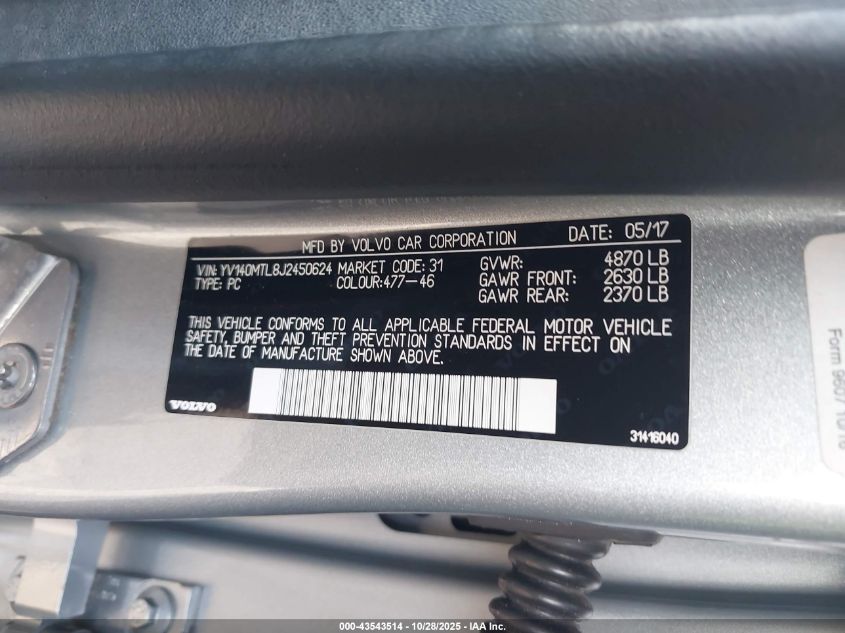 MFD BY VOLVO CAR CORPORATION DATE: 05/17
VIN: YV140MTL8J2450624 MARKET CODE: 31 GVWR: 4870 LB
TYPE: PC COLOUR:477-46 GAWR FRONT: 2630 LB
GAWR REAR: 2370 LB
THIS VEHICLE CONFORMS TO ALL APPLICABLE FEDERAL MOTOR VEHICLE
SAFETY, BUMPER AND THEFT PREVENTION STANDARDS IN EFFECT ON
THE DATE OF MANUFACTURE SHOWN ABOVE.
VOLVO
31416040
Form
000-43543514 - 10/28/2025 - IAA Inc.